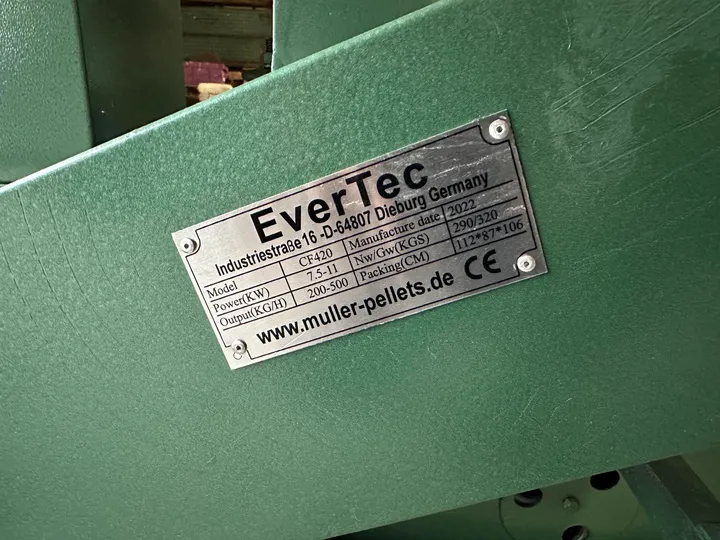 EverTec
Industriestraße 16 -D-64807 Dieburg Germany
Model CF420 Manufacture date 2022
Power(KW) 7.5-11 Nw/Gw(KGS) 290/320
Output(KG/H) 200-500 Packing(CM) 112*87*106
www.muller-pellets.de CE